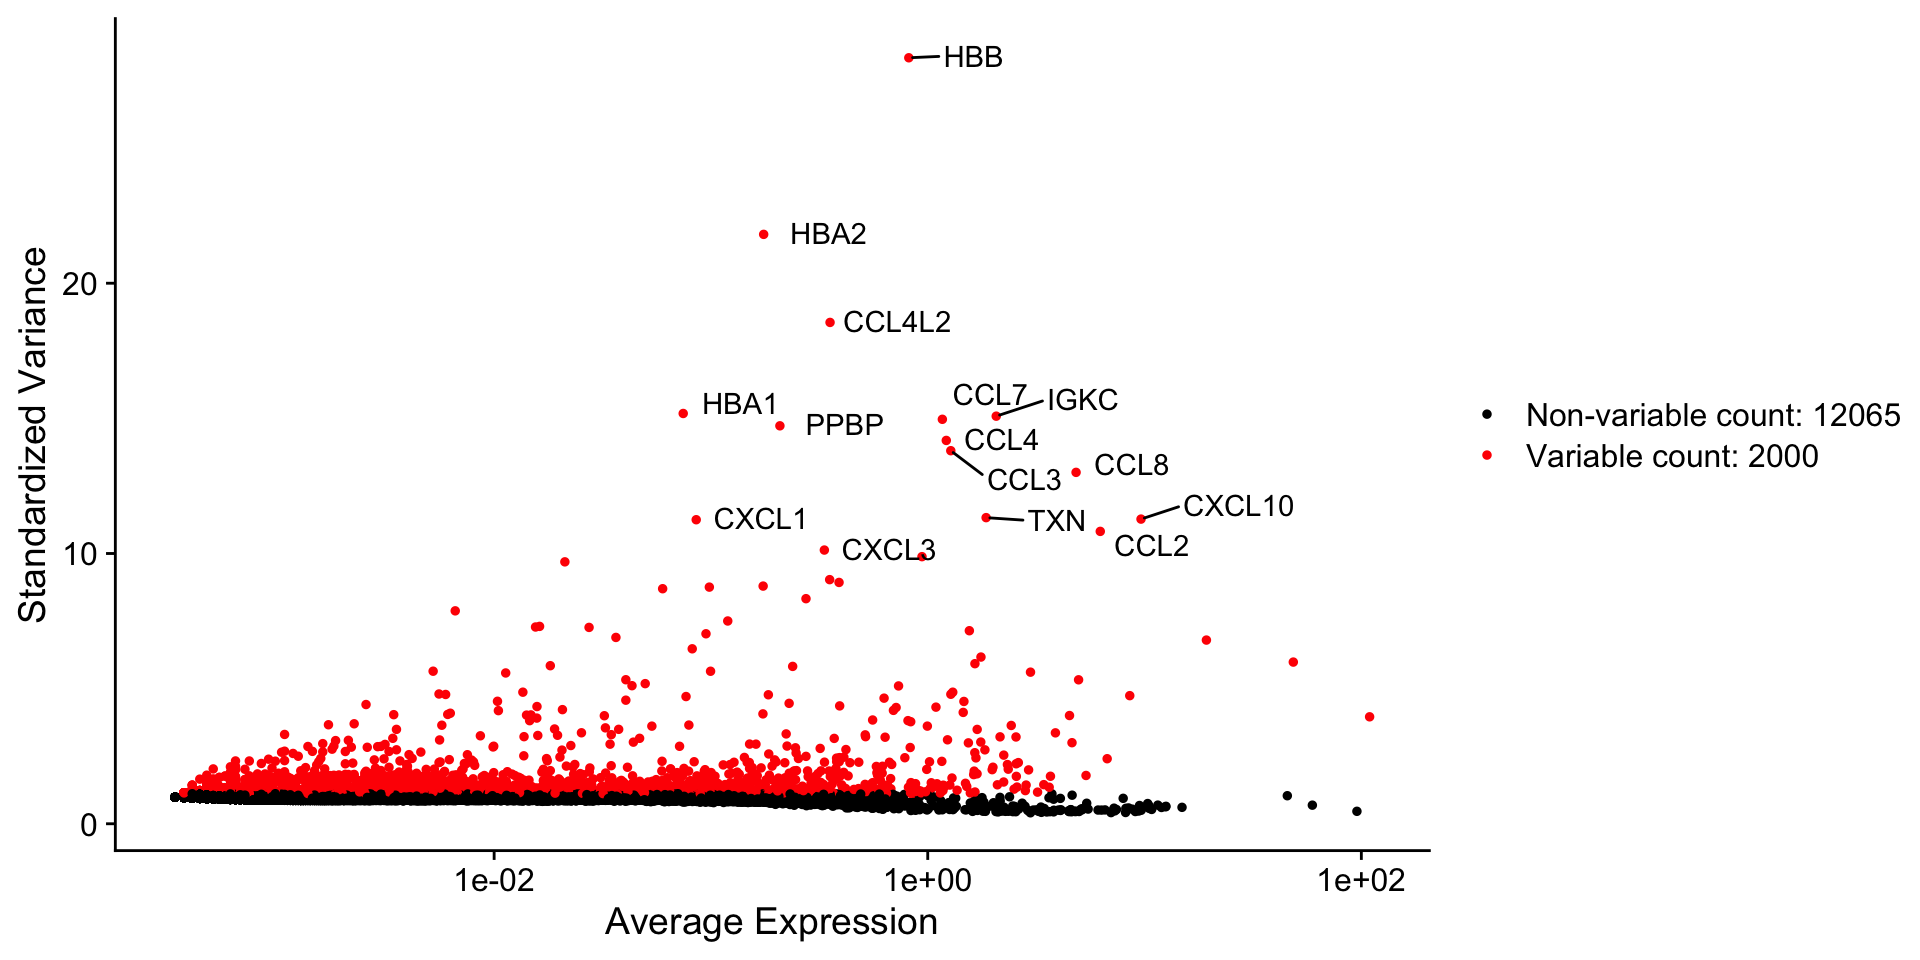 HBB
HBA2
20
CCL4L2
CCL7
IGKC
HBA1
PPBP
CCL4
CCL8
CCL3
CXCL10
CXCL1
TXN
CCL2
CXCL3
10
0
Standardized Variance
1e-02
1e+00
1e+02
Average Expression
Non-variable count: 12065
Variable count: 2000